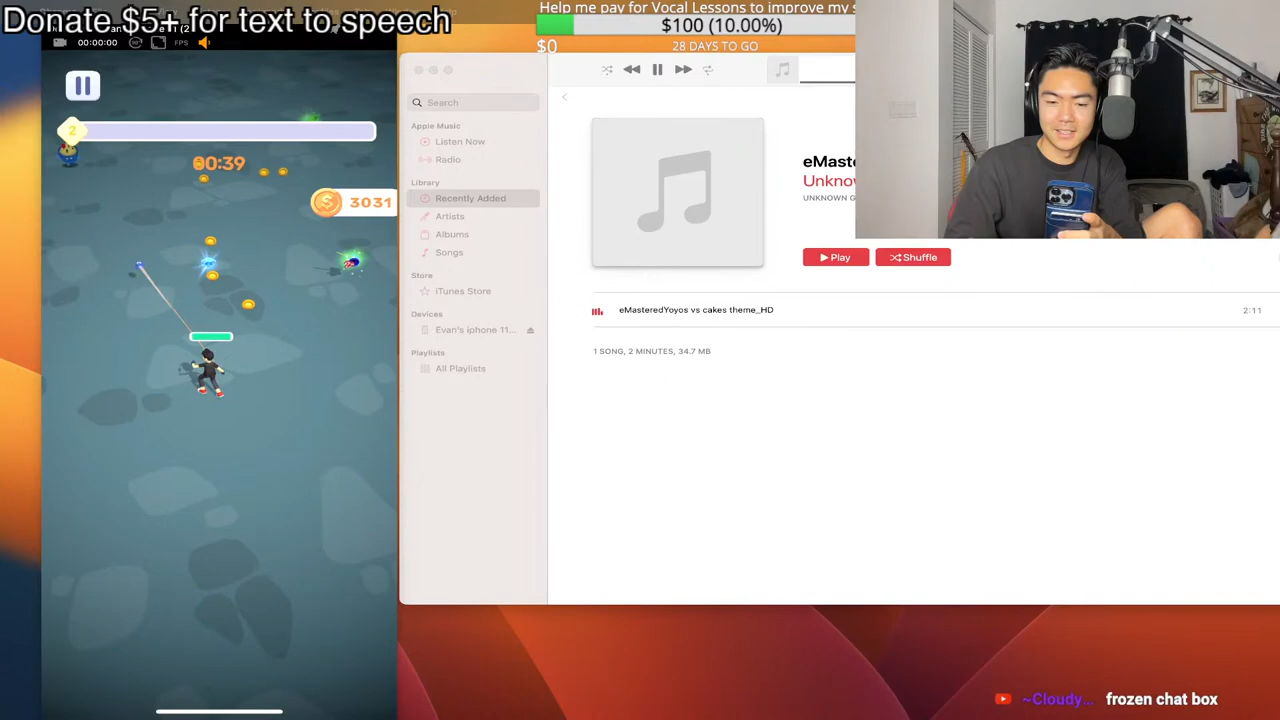 Donate $5+ for text to speech
00:00:00
FPS
2
00:39
3031
Help me pay for Vocal Lessons to improve my s
$100 (10.00%)
$0
28 DAYS TO GO
Search
Apple Music
Listen Now
Radio
Library
Recently Added
Artists
Albums
Songs
Store
iTunes Store
Devices
Evan's iphone 11...
Playlists
All Playlists
eMaste
Unkno
UNKNOWN G
Play
Shuffle
eMasteredYoyos vs cakes theme_HD
2:11
1 SONG, 2 MINUTES, 34.7 MB
~Cloudy... frozen chat box